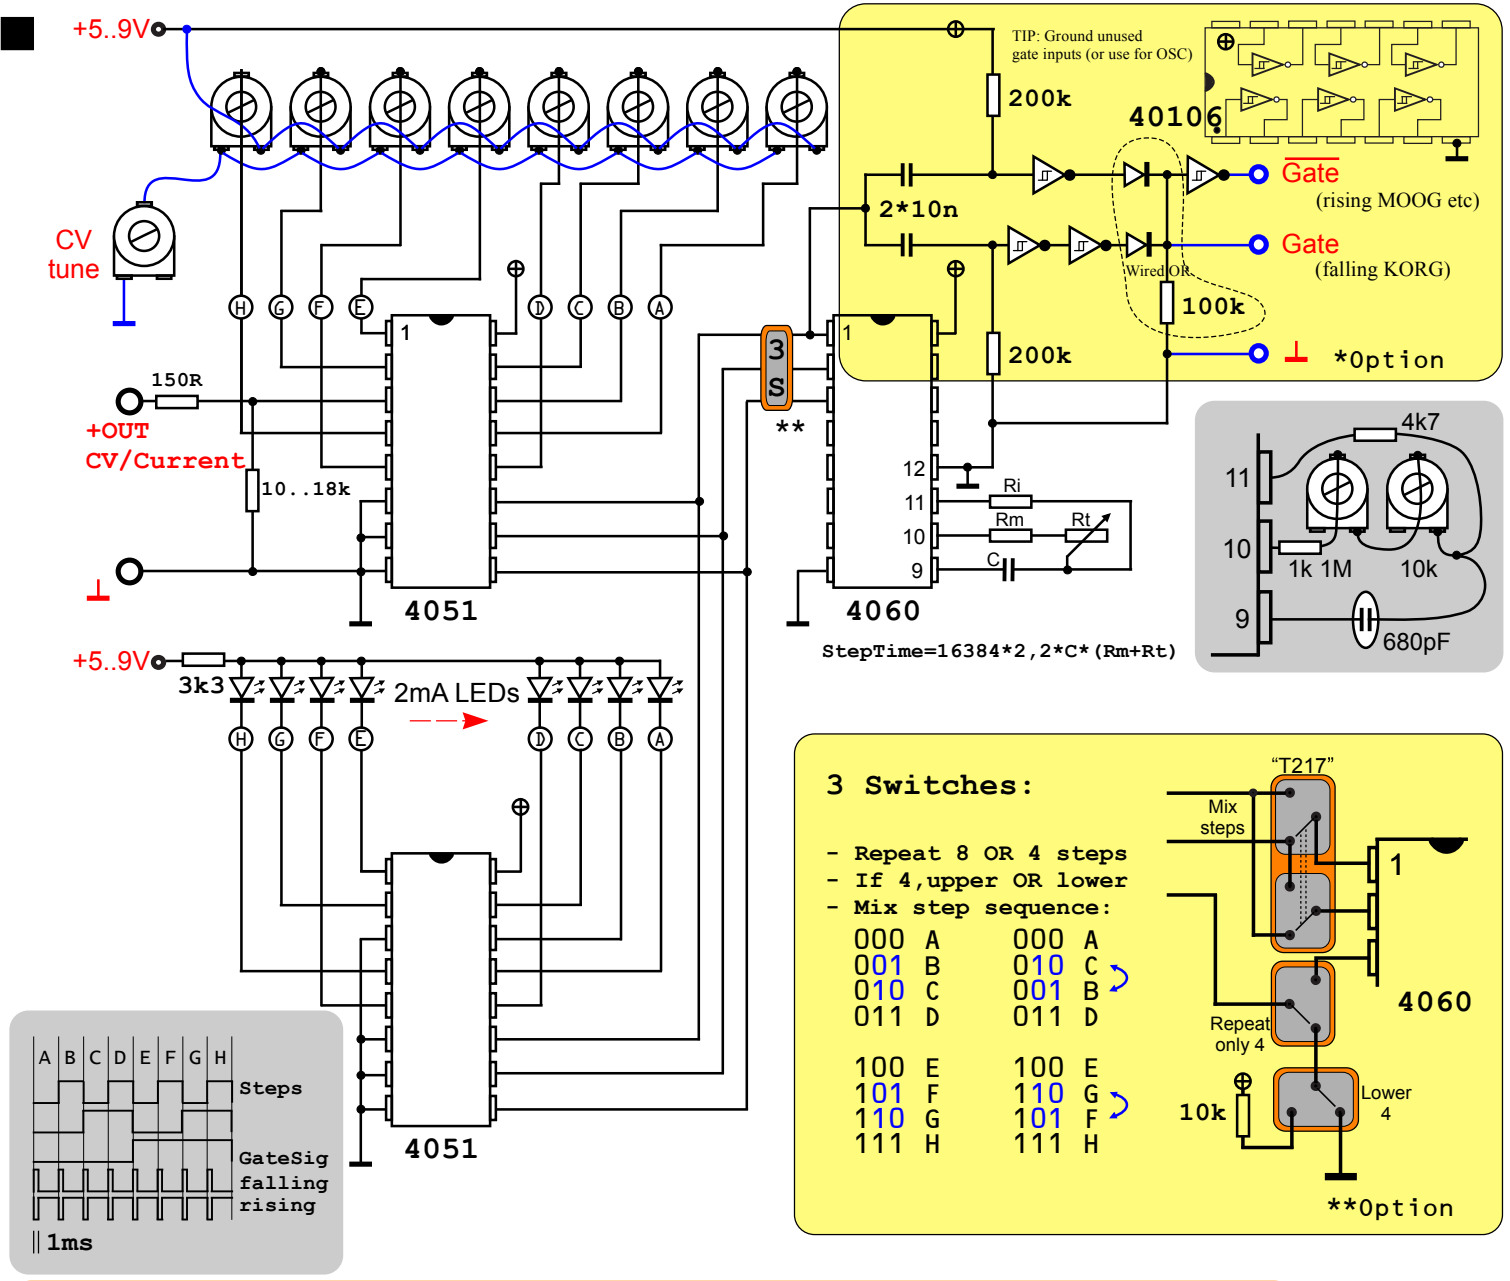 +5..9V
TIP: Ground unused
gate inputs (or use for OSC)
200k
40106
Gate
(rising MOOG etc)
2*10n
Gate
(falling KORG)
Wired OR
100k
200k
*Option
CV
tune
H
G
F
E
D
C
B
A
1
3
S
**
1
150R
+OUT
CV/Current
10..18k
12
11
10
9
Ri
Rm
Rt
C
4051
4060
StepTime=16384*2,2*C*(Rm+Rt)
4k7
11
10
1k
1M
10k
9
680pF
+5..9V
3k3
2mA LEDs
H
G
F
E
D
C
B
A
4051
3 Switches:
- Repeat 8 OR 4 steps
- If 4,upper OR lower
- Mix step sequence:
000 A 000 A
001 B 010 C
010 C 001 B
011 D 011 D
100 E 100 E
101 F 110 G
110 G 101 F
111 H 111 H
"T217"
Mix
steps
1
4060
Repeat
only 4
Lower
4
10k
**Option
A B C D E F G H
Steps
GateSig
falling
rising
1ms